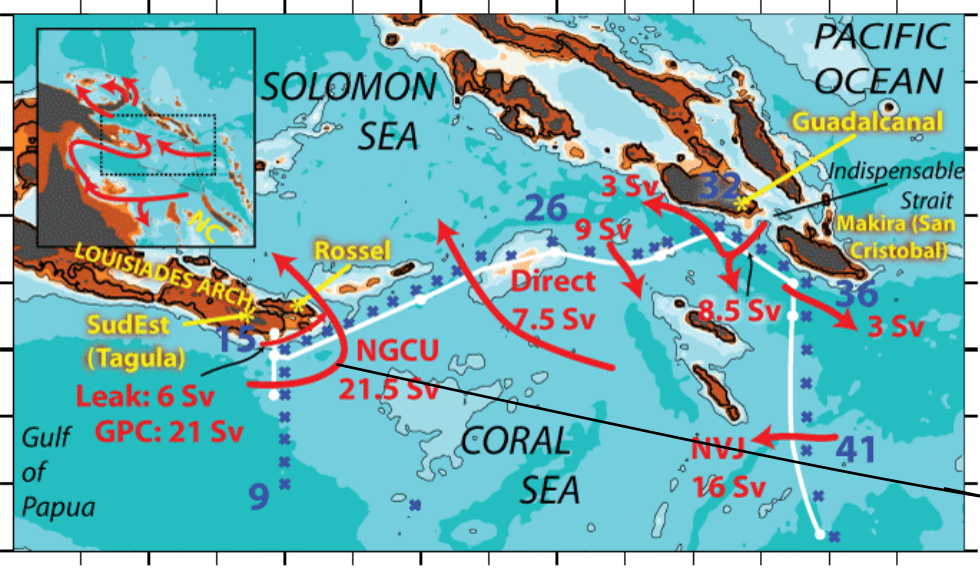 PACIFIC
OCEAN
SOLOMON
SEA
Guadalcanal
Indispensable
Strait
3 Sv
32
Makira (San
Cristobal)
26
9 Sv
NC
LOUISIADES ARCH
Rossel
Direct
7.5 Sv
8.5 Sv
36
3 Sv
SudEst
(Tagula)
15
NGCU
21.5 Sv
Leak: 6 Sv
GPC: 21 Sv
Gulf
of
Papua
CORAL
SEA
NVJ
16 Sv
41
9